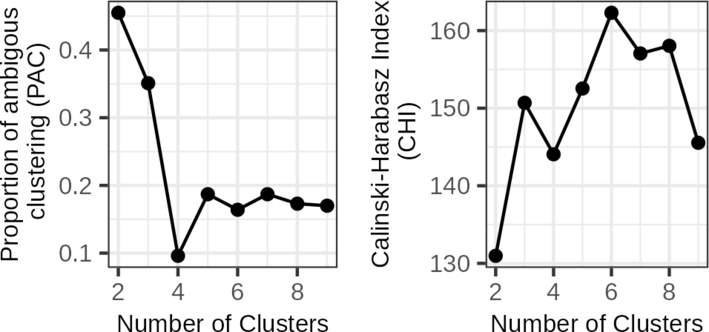 Proportion of ambigous
clustering (PAC)
0.4
0.3
0.2
0.1
2 4 6 8
Number of Clusters
Calinski-Harabasz Index
(CHI)
160
150
140
130
2 4 6 8
Number of Clusters